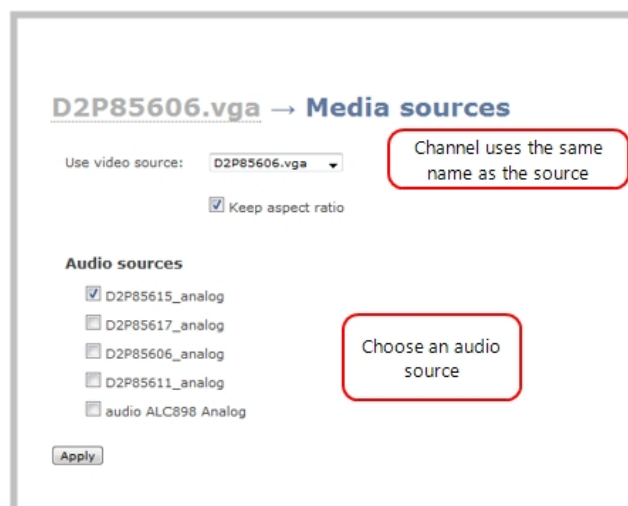 D2P85606.vga → Media sources
Use video source: D2P85606.vga
Channel uses the same
name as the source
Keep aspect ratio
Audio sources
D2P85615_analog
D2P85617_analog
D2P85606_analog
D2P85611_analog
audio ALC898 Analog
Choose an audio
source
Apply